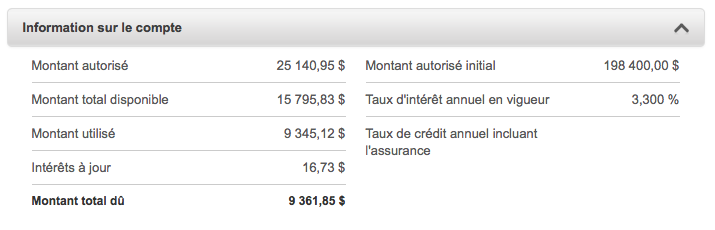 Information sur le compte
Montant autorisé 25 140,95 $
Montant total disponible 15 795,83 $
Montant utilisé 9 345,12 $
Intérêts à jour 16,73 $
Montant total dû 9 361,85 $
Montant autorisé initial 198 400,00 $
Taux d'intérêt annuel en vigueur 3,300 %
Taux de crédit annuel incluant
l'assurance